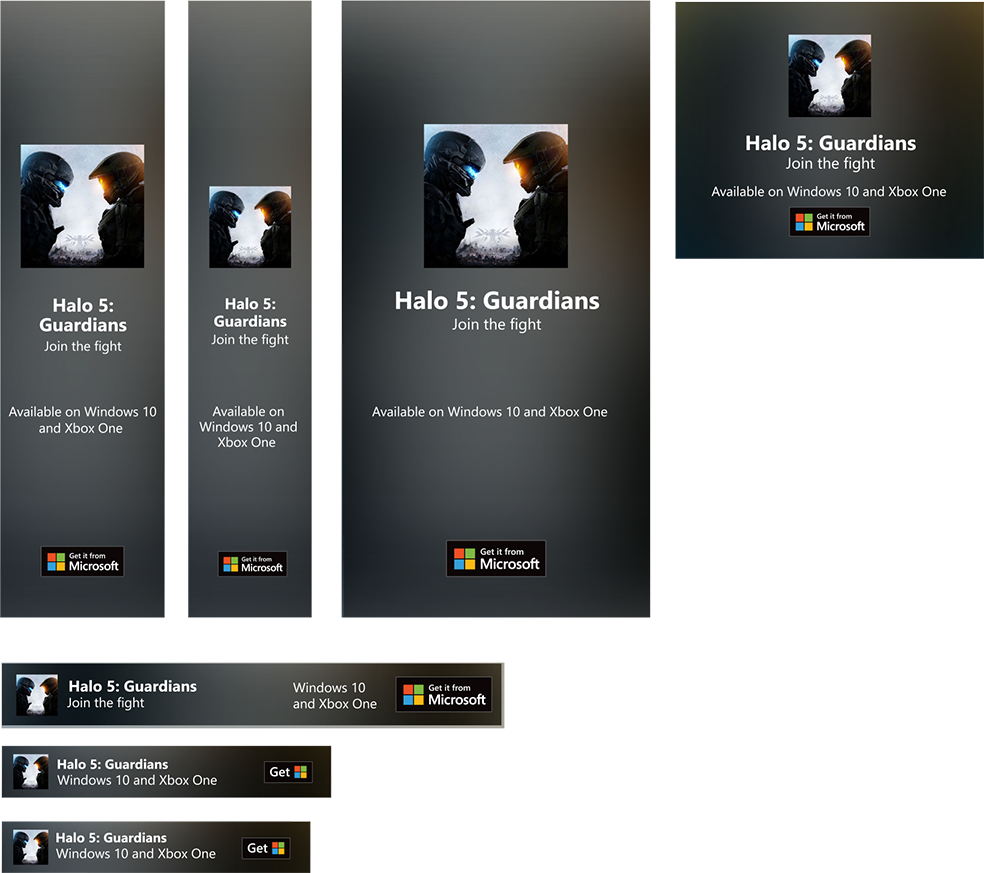 Halo 5:
Guardians
Join the fight
Available on Windows 10
and Xbox One
Get it from
Microsoft
Halo 5:
Guardians
Join the fight
Available on
Windows 10 and
Xbox One
Get it from
Microsoft
Halo 5: Guardians
Join the fight
Available on Windows 10 and Xbox One
Get it from
Microsoft
Halo 5: Guardians
Join the fight
Available on Windows 10 and Xbox One
Get it from
Microsoft
Halo 5: Guardians
Join the fight
Windows 10
and Xbox One
Get it from
Microsoft
Halo 5: Guardians
Windows 10 and Xbox One
Get
Halo 5: Guardians
Windows 10 and Xbox One
Get